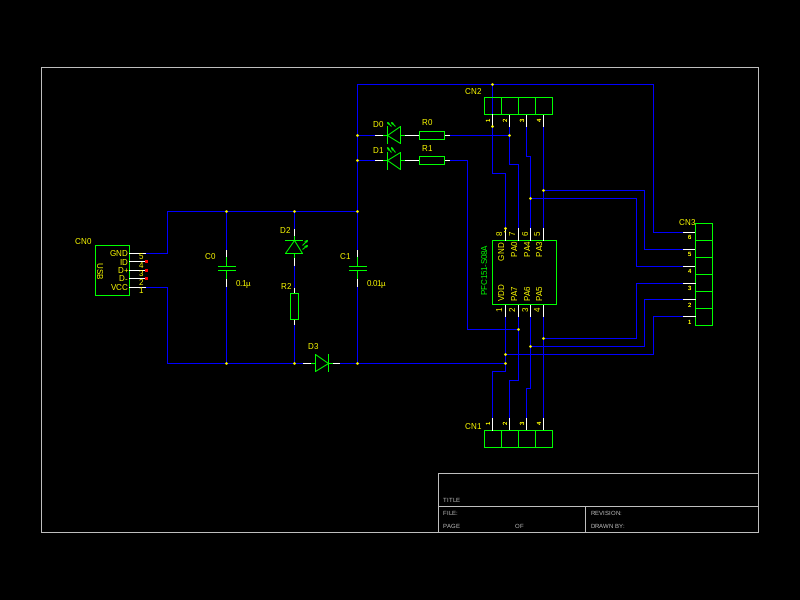 CN2
1 2 3 4
D0 R0
D1 R1
CN3
6
5
4
3
2
1
D2
CN0
USB
GND 5
ID 4
D+ 3
D- 2
VCC 1
C0
0.1µ
R2
C1
0.01µ
D3
8 7 6 5
GND PA0 PA4 PA3
PFC151-S08A
VDD PA7 PA6 PA5
1 2 3 4
CN1
1 2 3 4
TITLE
FILE: REVISION:
PAGE OF DRAWN BY: